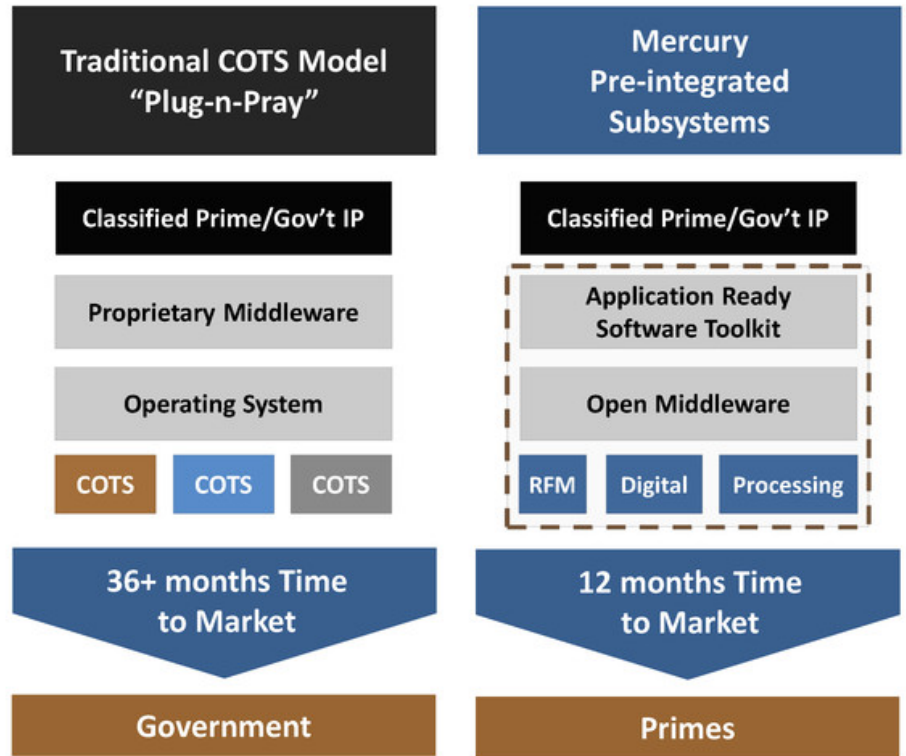 Traditional COTS Model
“Plug-n-Pray”
Classified Prime/Gov’t IP
Proprietary Middleware
Operating System
COTS
COTS
COTS
36+ months Time
to Market
Government
Mercury
Pre-integrated
Subsystems
Classified Prime/Gov’t IP
Application Ready
Software Toolkit
Open Middleware
RFM
Digital
Processing
12 months Time
to Market
Primes